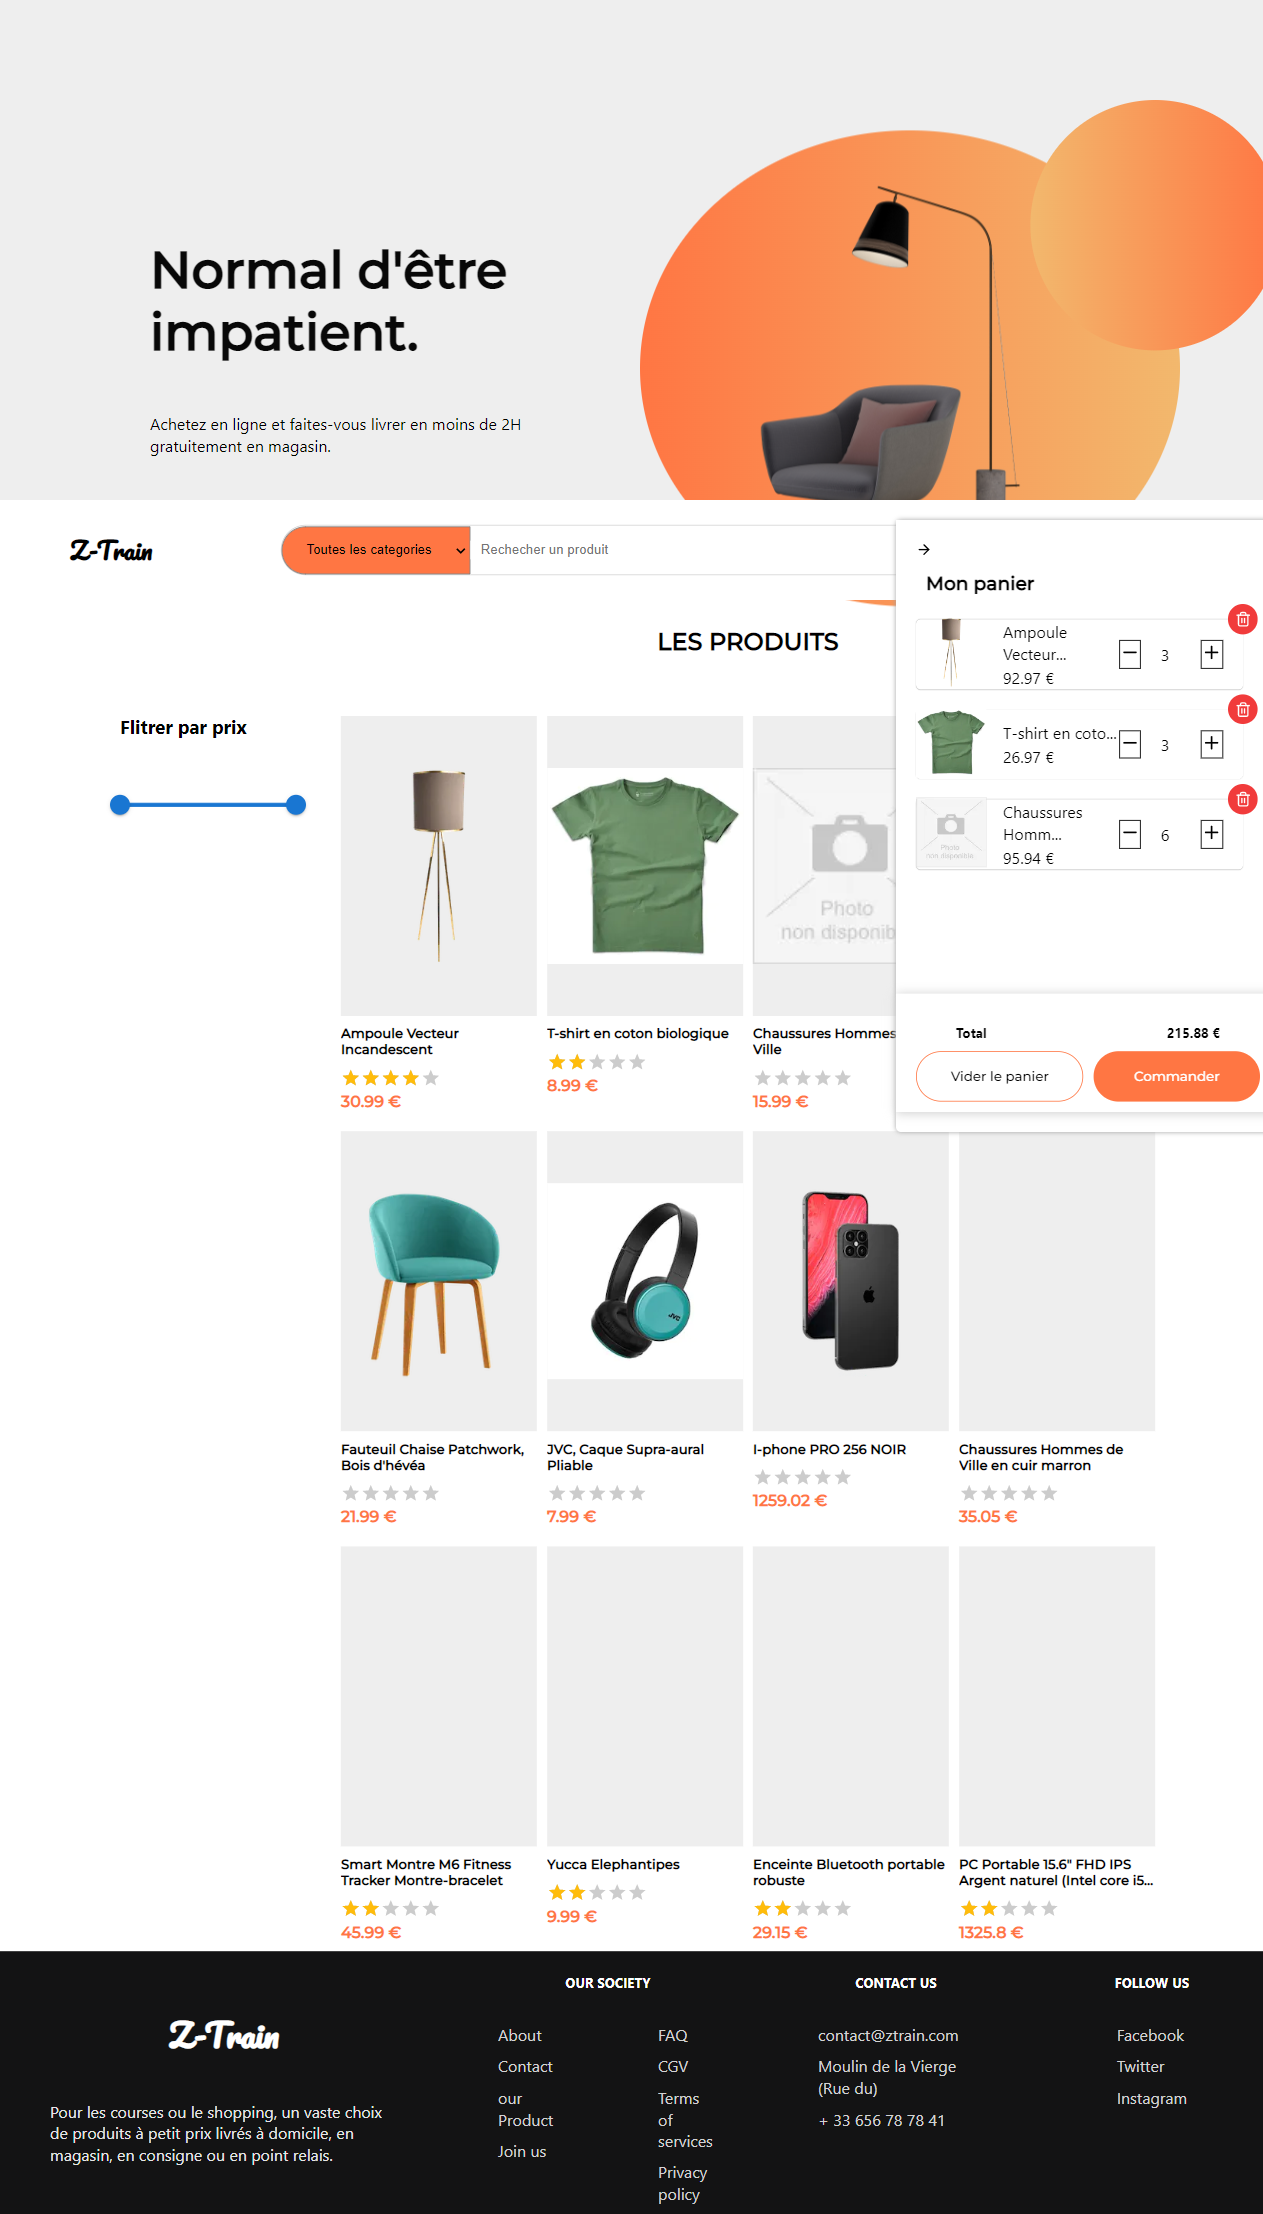 Normal d'être
impatient.
Achetez en ligne et faites-vous livrer en moins de 2H
gratuitement en magasin.
Z-Train
Toutes les categories
Rechecher un produit
LES PRODUITS
Flitrer par prix
Mon panier
Ampoule
Vecteur...
92.97 €
3
T-shirt en coto...
26.97 €
3
Photo
non disponible
Chaussures
Homm...
95.94 €
6
Total
215.88 €
Vider le panier
Commander
Photo
non disponib
Ampoule Vecteur
Incandescent
30.99 €
T-shirt en coton biologique
8.99 €
Chaussures Hommes
Ville
15.99 €
JVC
Fauteuil Chaise Patchwork,
Bois d'hévéa
21.99 €
JVC, Caque Supra-aural
Pliable
7.99 €
I-phone PRO 256 NOIR
1259.02 €
Chaussures Hommes de
Ville en cuir marron
35.05 €
Smart Montre M6 Fitness
Tracker Montre-bracelet
45.99 €
Yucca Elephantipes
9.99 €
Enceinte Bluetooth portable
robuste
29.15 €
PC Portable 15.6" FHD IPS
Argent naturel (Intel core i5...
1325.8 €
Z-Train
Pour les courses ou le shopping, un vaste choix
de produits à petit prix livrés à domicile, en
magasin, en consigne ou en point relais.
OUR SOCIETY
About
Contact
our
Product
Join us
FAQ
CGV
Terms
of
services
Privacy
policy
CONTACT US
contact@ztrain.com
Moulin de la Vierge
(Rue du)
+ 33 656 78 78 41
FOLLOW US
Facebook
Twitter
Instagram